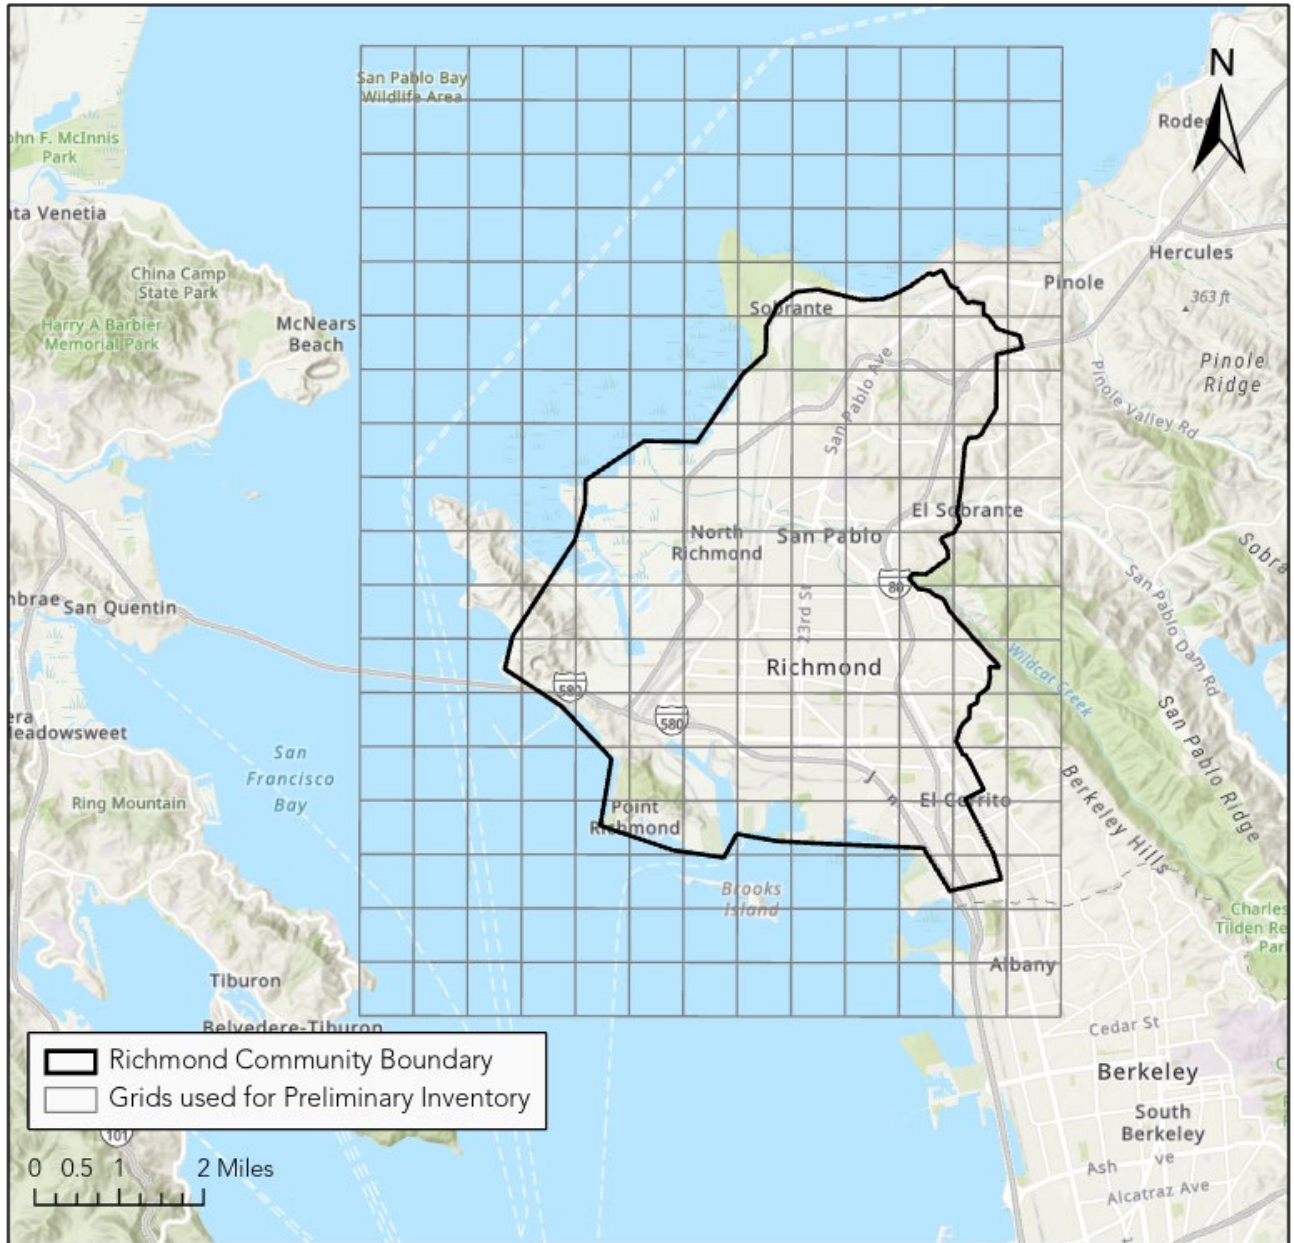 San Pablo Bay
Wildlife Area
N
Rodeo
ohn F. McInnis
Park
nta Venetia
Hercules
China Camp
State Park
Pinole
363 ft
Sobrante
Harry A Barbier
Memorial Park
McNears
Beach
Pinole
Ridge
San Pablo Ave
Pinole Valley Rd
El Sobrante
North
Richmond
San Pablo
Sobra
80
San Pablo Dam Rd
nbrae
San Quentin
23rd St
Richmond
Wildcat Creek
580
580
San Pablo Ridge
era
Meadowsweet
San
Francisco
Bay
Berkeley Hills
Ring Mountain
El Cerrito
Point
Richmond
Brooks
Island
Charles
Tilden Re
Par
Albany
Tiburon
Belvedere-Tiburon
Cedar St
Richmond Community Boundary
Grids used for Preliminary Inventory
Berkeley
South
Berkeley
101
0 0.5 1 2 Miles
Ash
ve
Alcatraz Ave